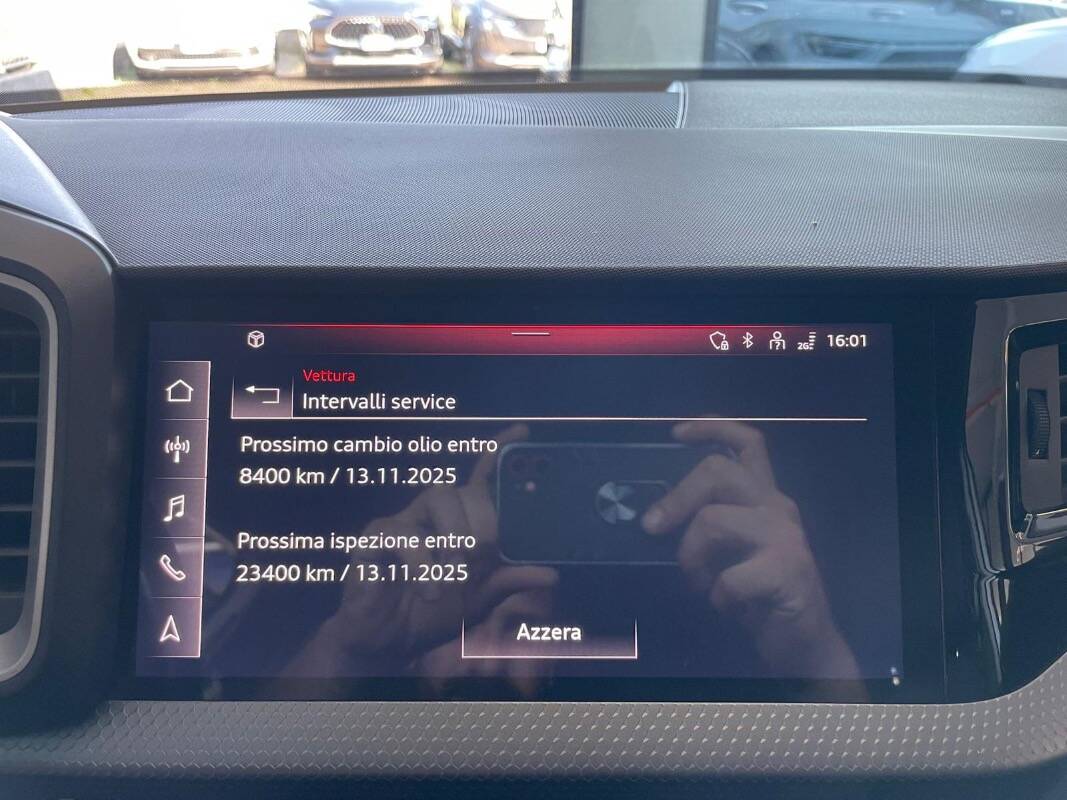 2G
16:01
Vettura
Intervalli service
Prossimo cambio olio entro
8400 km / 13.11.2025
Prossima ispezione entro
23400 km / 13.11.2025
Azzera